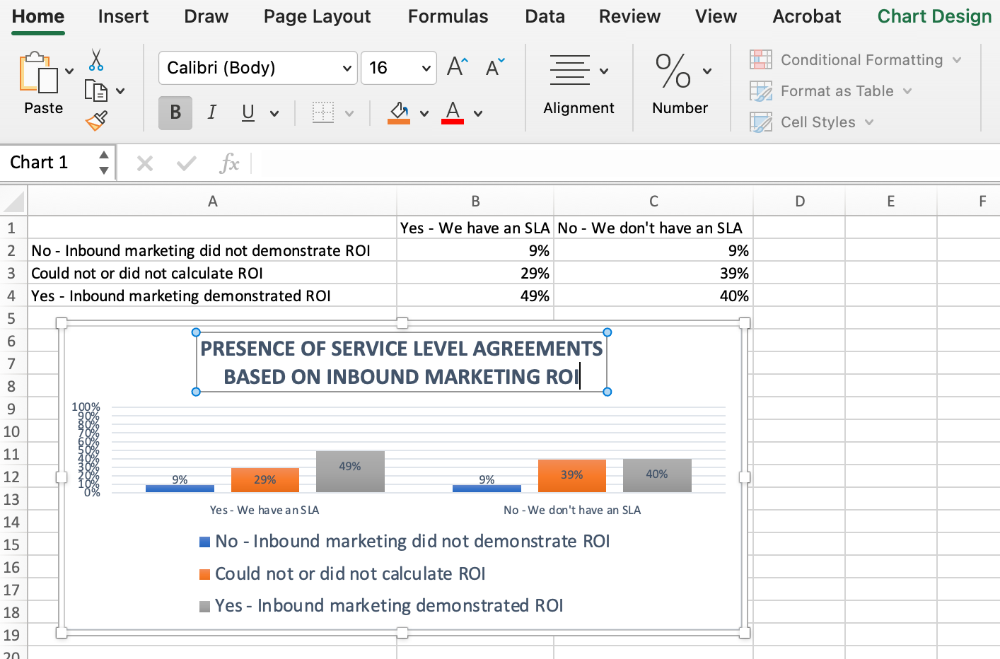 Home Insert Draw Page Layout Formulas Data Review View Acrobat Chart Design
Paste
Calibri (Body) 16 A A
B I U A
Alignment
%
Number
Conditional Formatting
Format as Table
Cell Styles
Chart 1 fx
A B C D E F
1 Yes - We have an SLA No - We don't have an SLA
2 No - Inbound marketing did not demonstrate ROI 9% 9%
3 Could not or did not calculate ROI 29% 39%
4 Yes - Inbound marketing demonstrated ROI 49% 40%
5
6
7
8
9
10
11
12
13
14
15
16
17
18
19
20
PRESENCE OF SERVICE LEVEL AGREEMENTS
BASED ON INBOUND MARKETING ROI
100%
90%
80%
70%
60%
50%
40%
30%
20%
10%
0%
9% 29% 49% 9% 39% 40%
Yes - We have an SLA No - We don't have an SLA
No - Inbound marketing did not demonstrate ROI
Could not or did not calculate ROI
Yes - Inbound marketing demonstrated ROI